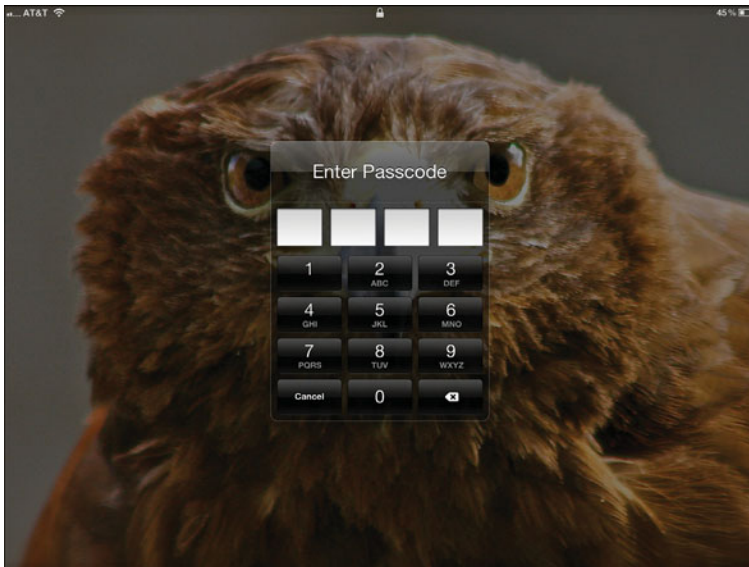 AT&T 45%
Enter Passcode
1 2 3
ABC DEF
4 5 6
GHI JKL MNO
7 8 9
PQRS TUV WXYZ
Cancel 0